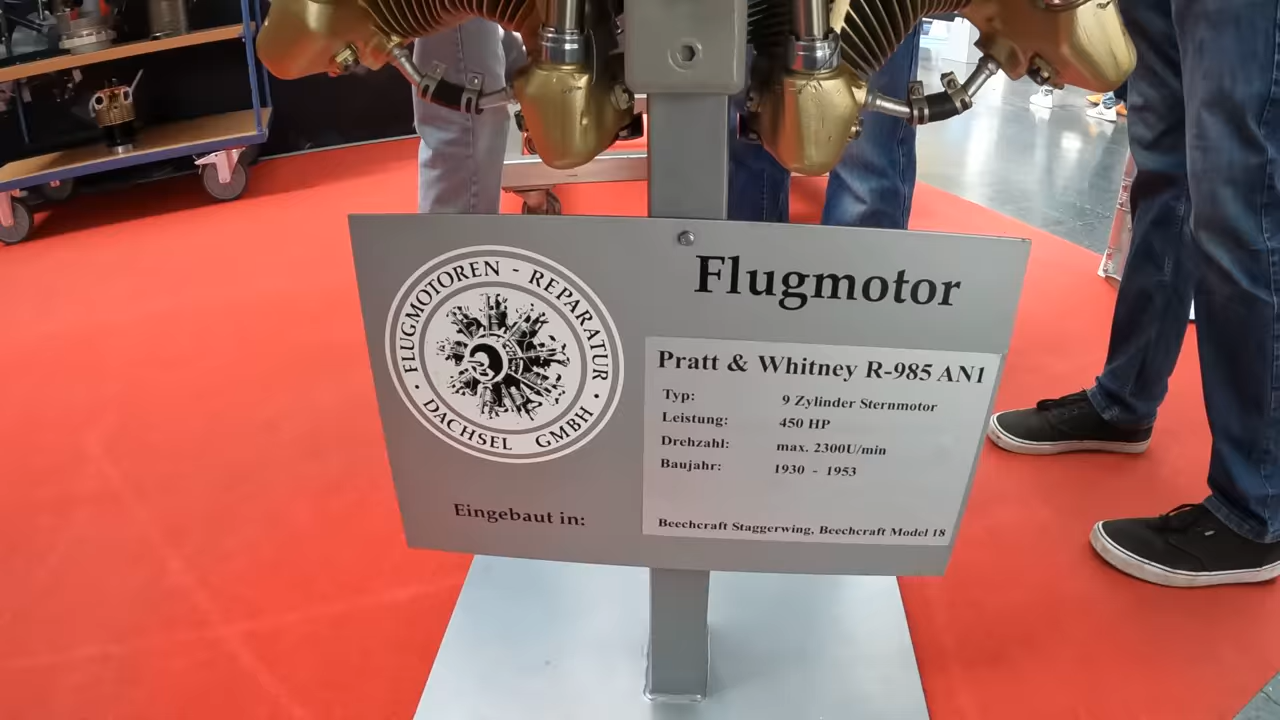 FLUGMOTOREN - REPARATUR
• DACHSEL GMBH •
Flugmotor
Pratt & Whitney R-985 AN1
Typ: 9 Zylinder Sternmotor
Leistung: 450 HP
Drehzahl: max. 2300U/min
Baujahr: 1930 - 1953
Eingebaut in: Beechcraft Staggerwing, Beechcraft Model 18